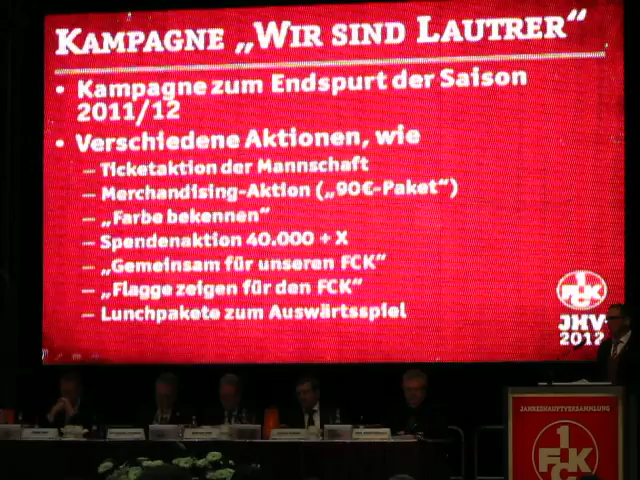 KAMPAGNE „WIR SIND LAUTRER“
• Kampagne zum Endspurt der Saison
2011/12
• Verschiedene Aktionen, wie
– Ticketaktion der Mannschaft
– Merchandising-Aktion („90€-Paket“)
– „Farbe bekennen“
– Spendenaktion 40.000 + X
– „Gemeinsam für unseren FCK“
– „Flagge zeigen für den FCK“
– Lunchpakete zum Auswärtsspiel
1.
FCK
JHV
2012
JAHRESHAUPTVERSAMMLUNG
1.
FCK